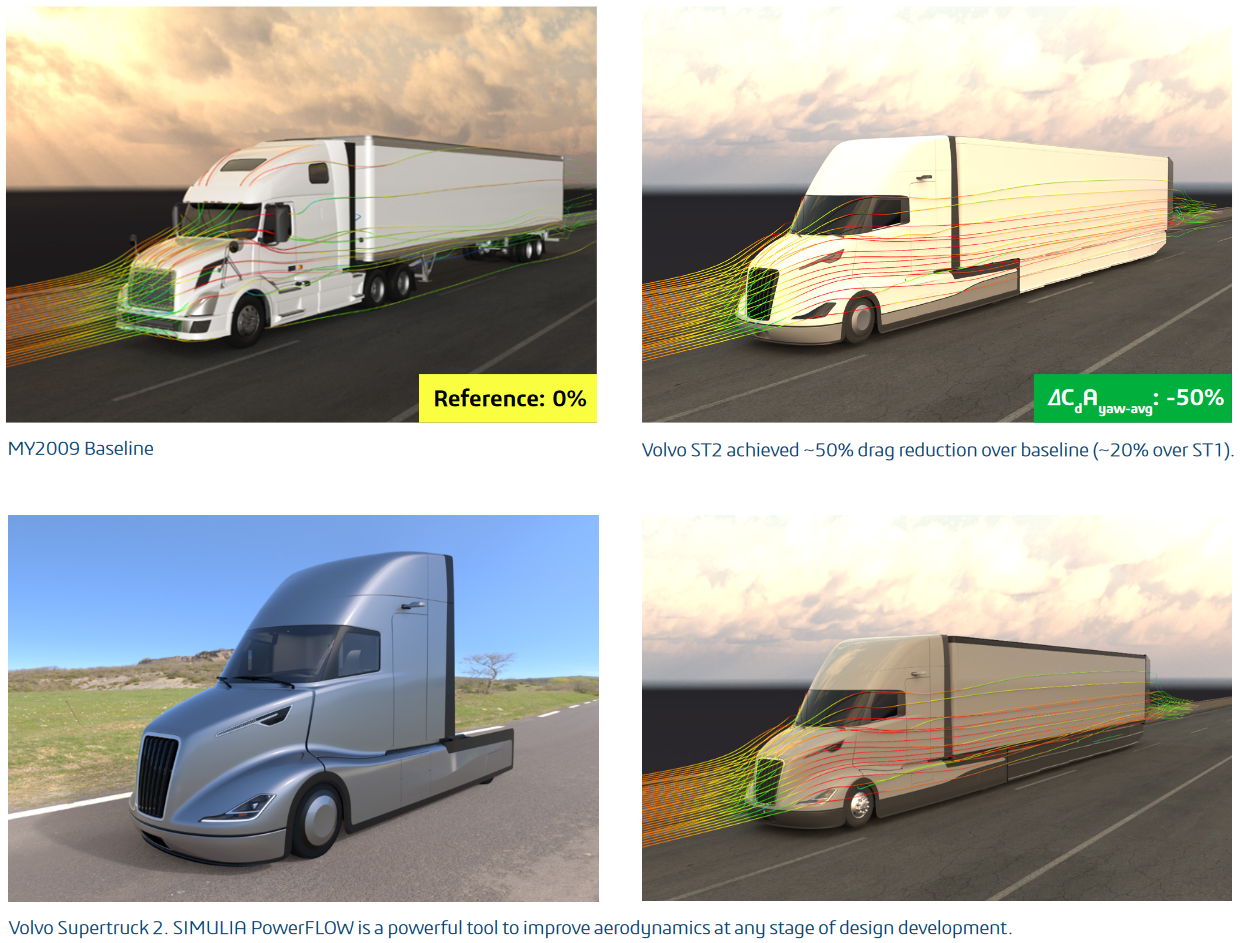 Reference: 0%
ΔCdAyaw-avg: -50%
MY2009 Baseline
Volvo ST2 achieved ~50% drag reduction over baseline (~20% over ST1).
Volvo Supertruck 2. SIMULIA PowerFLOW is a powerful tool to improve aerodynamics at any stage of design development.